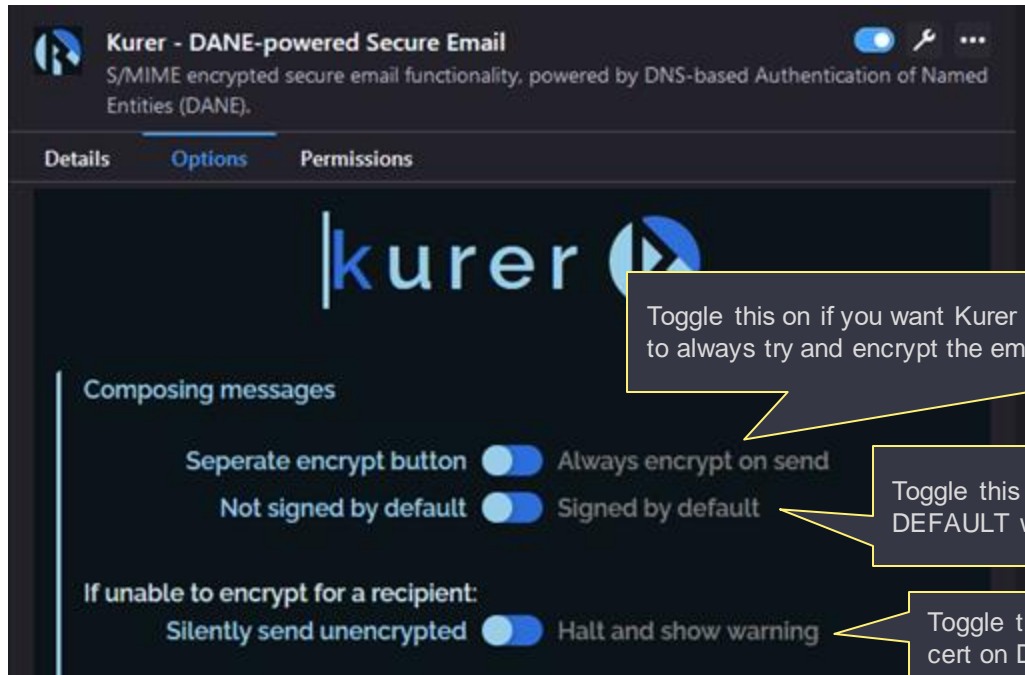 Kurer - DANE-powered Secure Email
S/MIME encrypted secure email functionality, powered by DNS-based Authentication of Named
Entities (DANE).
Details Options Permissions
kurer
Toggle this on if you want Kurer
to always try and encrypt the em
Composing messages
Seperate encrypt button Always encrypt on send
Toggle this
DEFAULT
Not signed by default Signed by default
If unable to encrypt for a recipient:
Silently send unencrypted Halt and show warning
Toggle
cert on